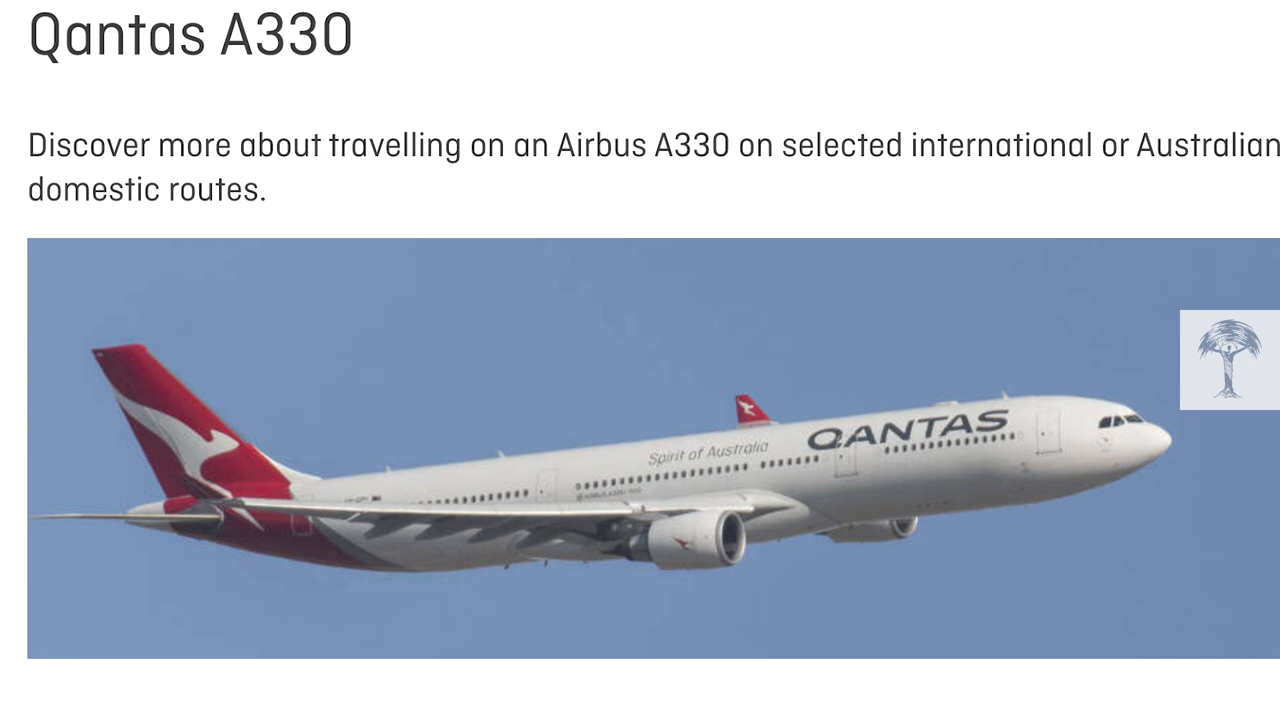 Qantas A330
Discover more about travelling on an Airbus A330 on selected international or Australian
domestic routes.
Spirit of Australia
QANTAS